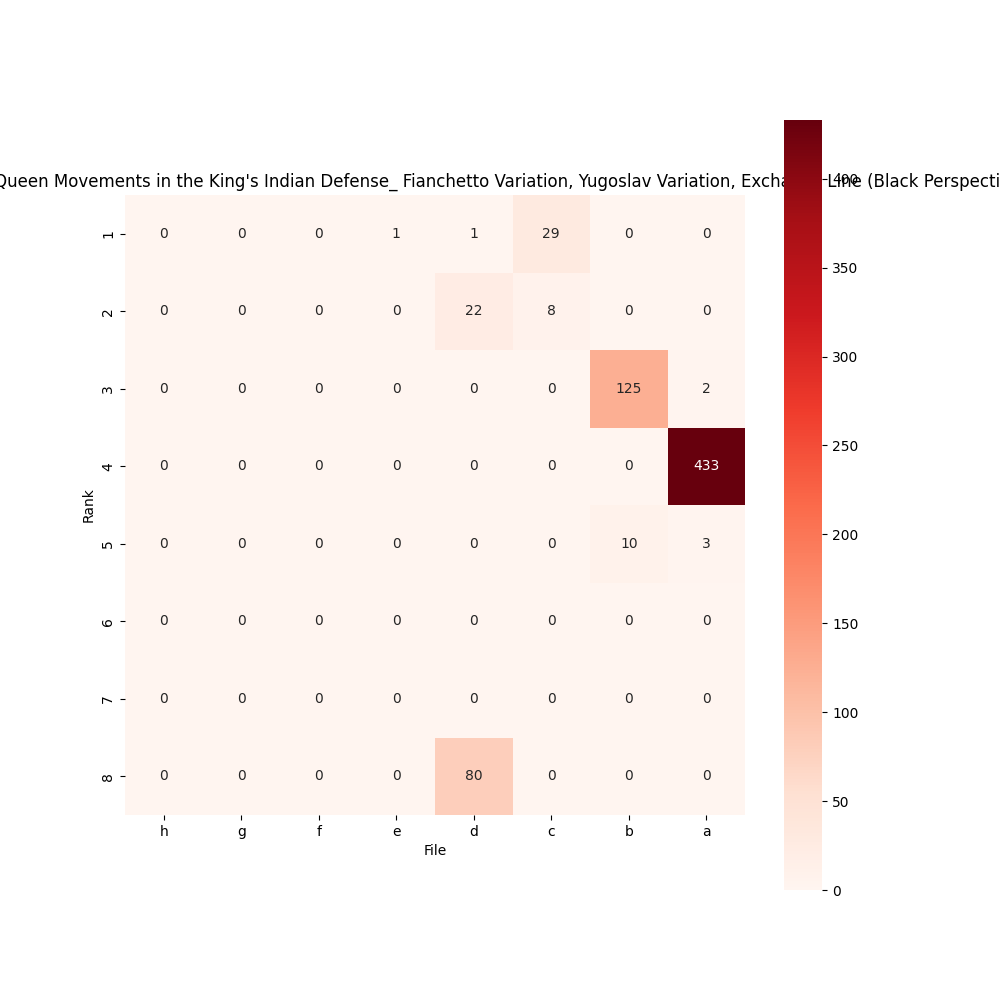 Queen Movements in the King's Indian Defense_ Fianchetto Variation, Yugoslav Variation, Line (Black
1 0 0 0 1 1 29 0 0
2 0 0 0 0 22 8 0 0
3 0 0 0 0 0 0 125 2
4 0 0 0 0 0 0 0 433
5 0 0 0 0 0 0 10 3
6 0 0 0 0 0 0 0 0
7 0 0 0 0 0 0 0 0
8 0 0 0 0 80 0 0 0
h g f e d c b a
File
Rank
400
350
300
250
200
150
100
50
0